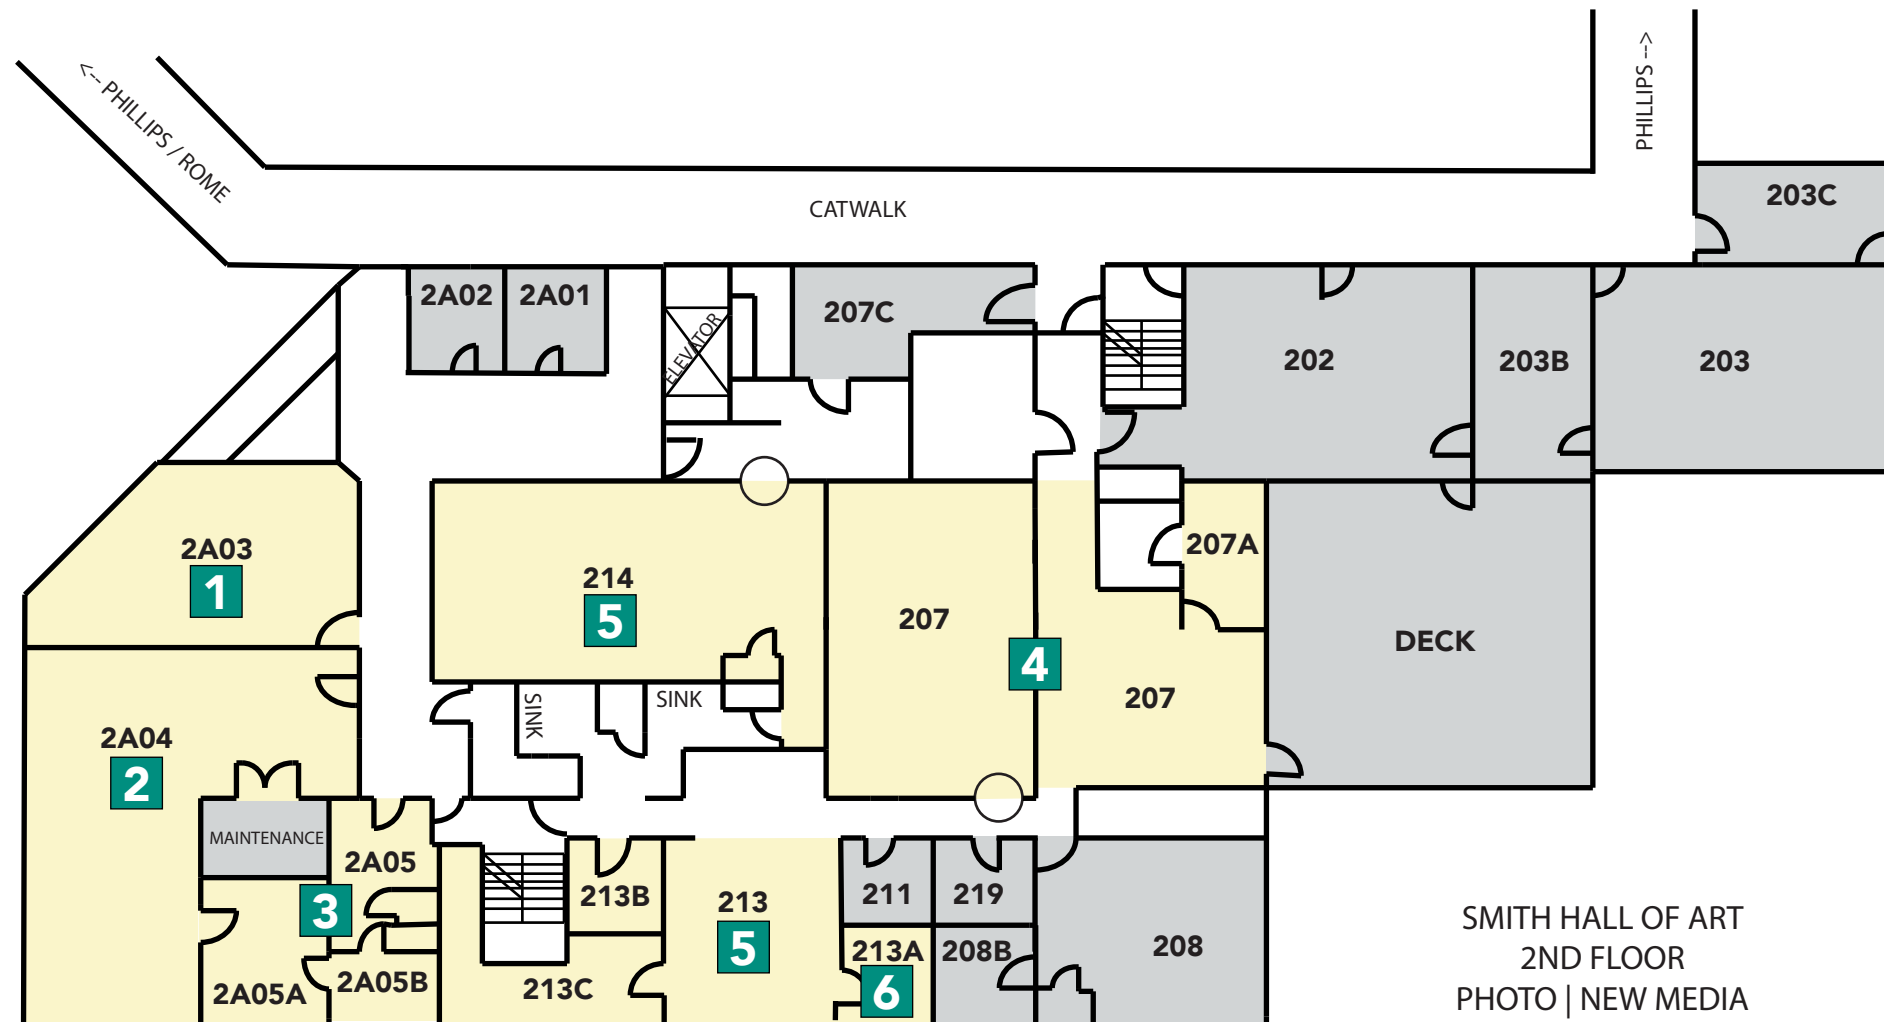 <-- PHILLIPS / ROME
PHILLIPS -->
CATWALK
203C
2A02
2A01
ELEVATOR
207C
202
203B
203
2A03
1
214
5
207
207A
4
DECK
207
SINK
SINK
2A04
2
MAINTENANCE
2A05
3
2A05A
2A05B
213B
213C
213
5
211
219
213A
6
208B
208
SMITH HALL OF ART
2ND FLOOR
PHOTO | NEW MEDIA